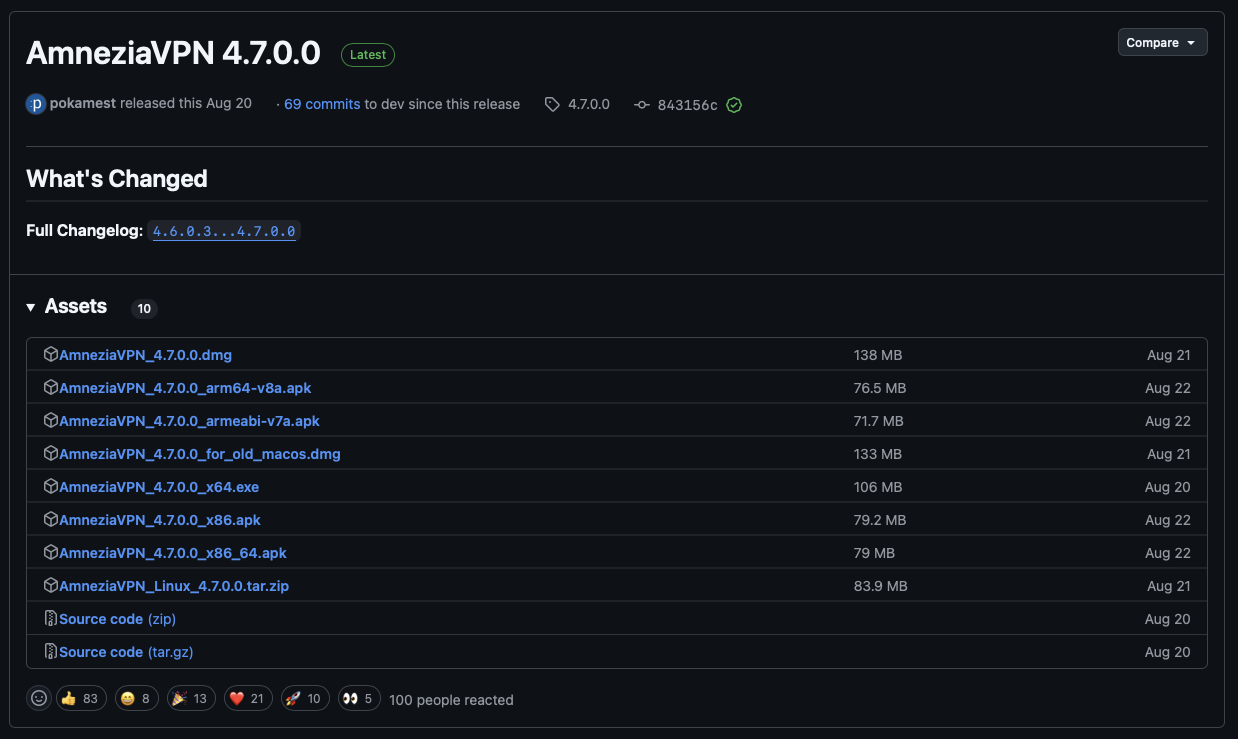 AmneziaVPN 4.7.0.0 Latest Compare
pokamest released this Aug 20 · 69 commits to dev since this release 4.7.0.0 843156c
What's Changed
Full Changelog: 4.6.0.3...4.7.0.0
Assets 10
AmneziaVPN_4.7.0.0.dmg 138 MB Aug 21
AmneziaVPN_4.7.0.0_arm64-v8a.apk 76.5 MB Aug 22
AmneziaVPN_4.7.0.0_armeabi-v7a.apk 71.7 MB Aug 22
AmneziaVPN_4.7.0.0_for_old_macos.dmg 133 MB Aug 21
AmneziaVPN_4.7.0.0_x64.exe 106 MB Aug 20
AmneziaVPN_4.7.0.0_x86.apk 79.2 MB Aug 22
AmneziaVPN_4.7.0.0_x86_64.apk 79 MB Aug 22
AmneziaVPN_Linux_4.7.0.0.tar.zip 83.9 MB Aug 21
Source code (zip) Aug 20
Source code (tar.gz) Aug 20
83 8 13 21 10 5 100 people reacted